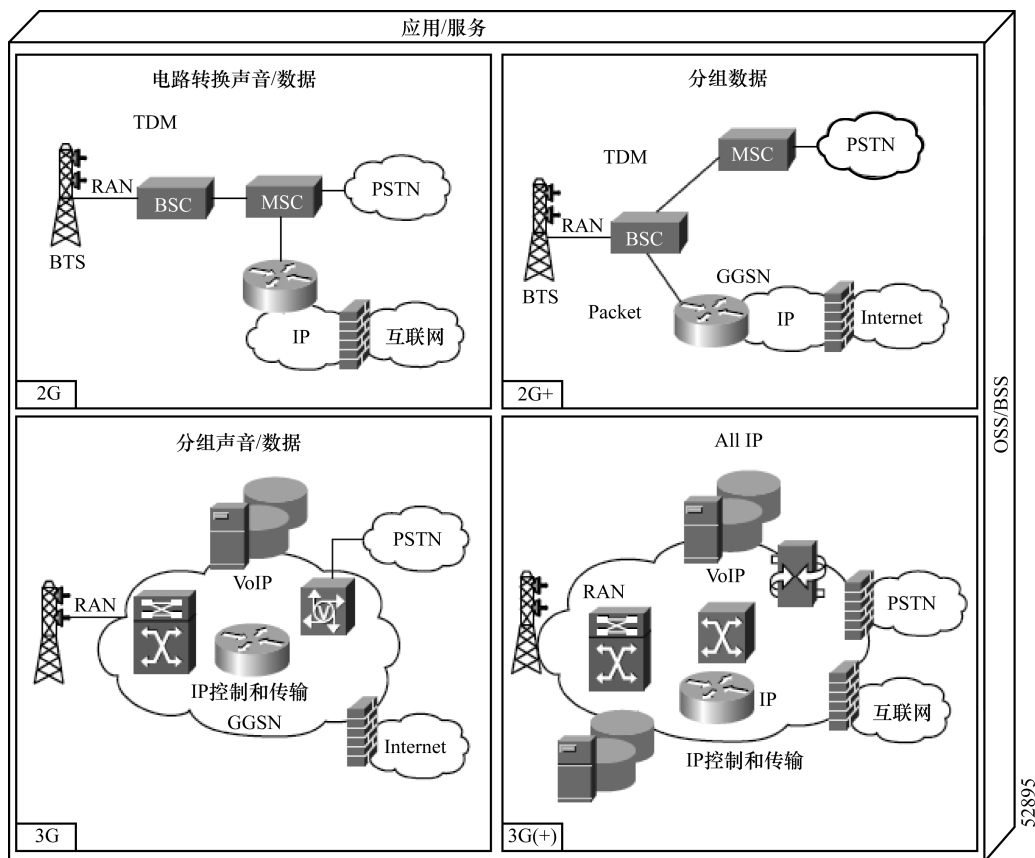 应用/服务
电路转换声音/数据
TDM
RAN
BSC
MSC
PSTN
BTS
IP
互联网
2G
分组数据
TDM
MSC
PSTN
RAN
BSC
BTS
GGSN
Packet
IP
Internet
2G+
分组声音/数据
PSTN
VoIP
RAN
V
IP控制和传输
GGSN
Internet
3G
All IP
VoIP
RAN
PSTN
IP
互联网
IP控制和传输
3G(+)
OSS/BSS
52895